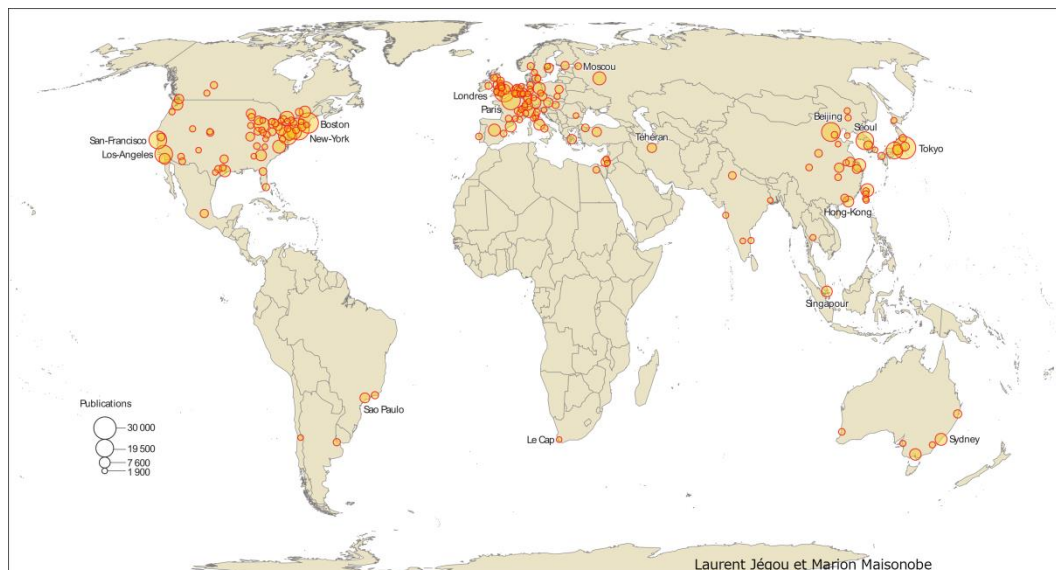 Moscou
Londres
Paris
Boston
New-York
San-Francisco
Los-Angeles
Téhéran
Beijing
Séoul
Tokyo
Hong-Kong
Singapour
Sao Paulo
Le Cap
Sydney
Publications
30 000
19 500
7 600
1 900
Laurent Jégou et Marion Maisonobe